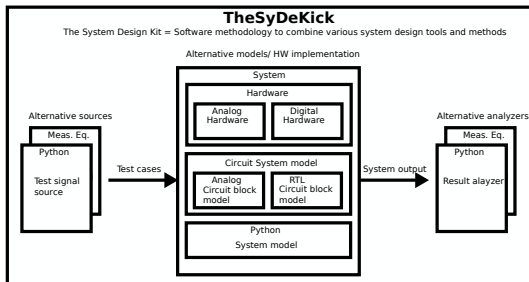 TheSyDeKick
The System Design Kit = Software methodology to combine various system design tools and methods
Alternative models/ HW implementation
System
Hardware
Analog
Hardware
Digital
Hardware
Alternative sources
Meas. Eq.
Python
Test signal
source
Test cases
Circuit System model
Analog
Circuit block
model
RTL
Circuit block
model
Python
System model
System output
Alternative analyzers
Meas. Eq.
Python
Result alyzer